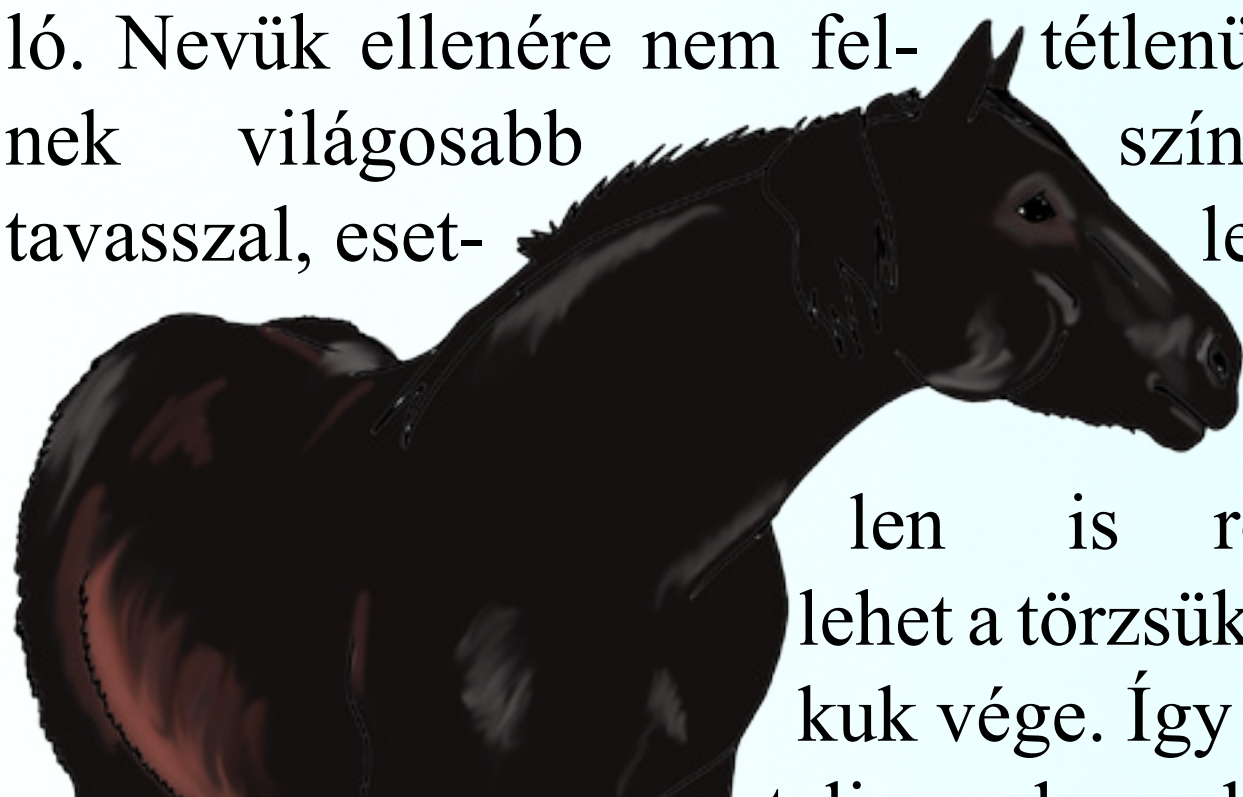 ló. Nevük ellenére nem fel- tétlenü
nek világosabb szín
tavasszal, eset- le
len is r
lehet a törzsük
kuk vége. Így